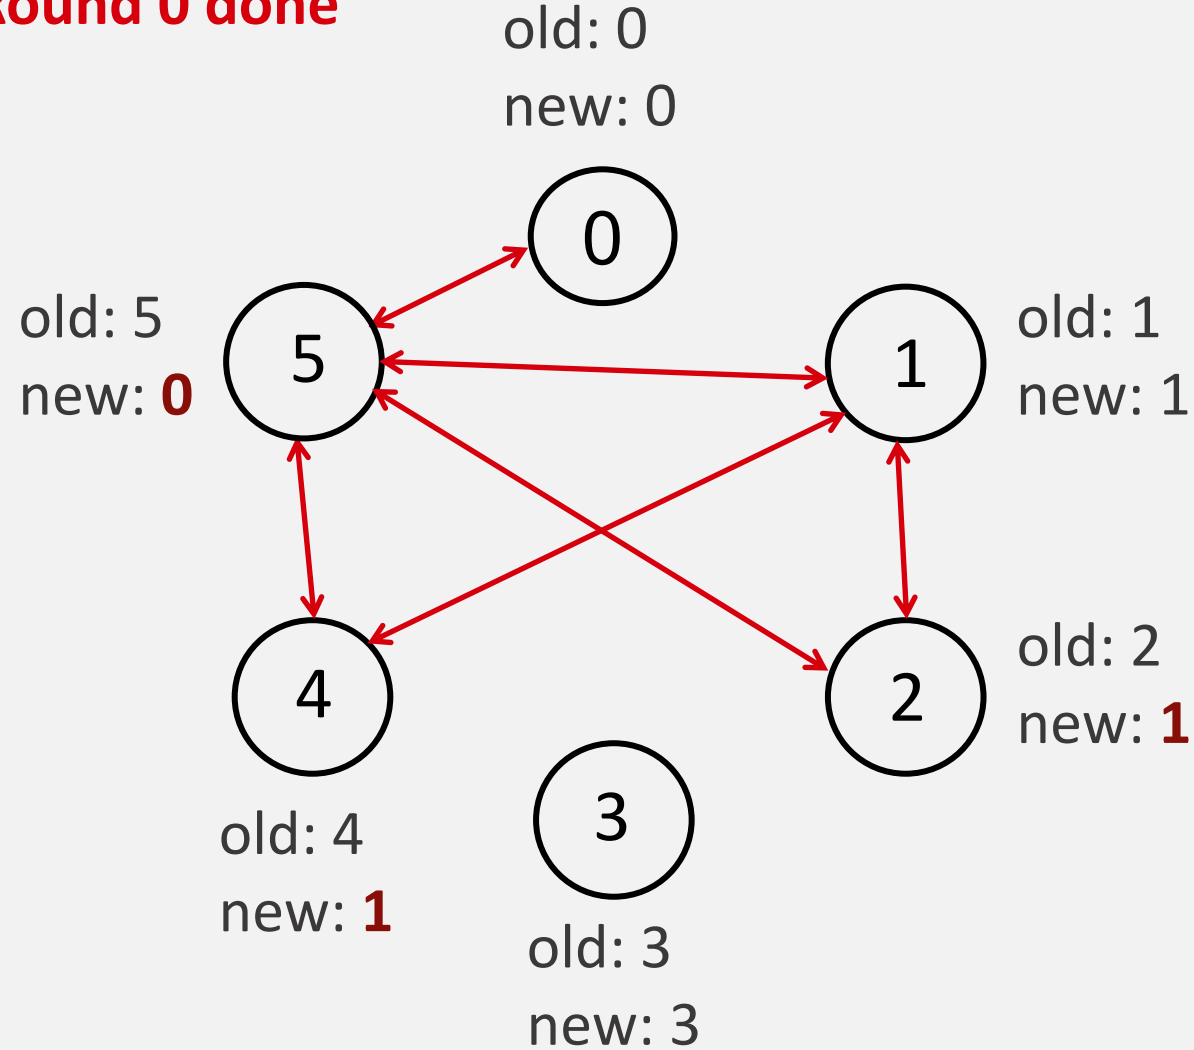 Round 0 done
old: 0
new: 0
0
old: 5
new: 0
5
1
old: 1
new: 1
4
2
old: 2
new: 1
old: 4
new: 1
3
old: 3
new: 3